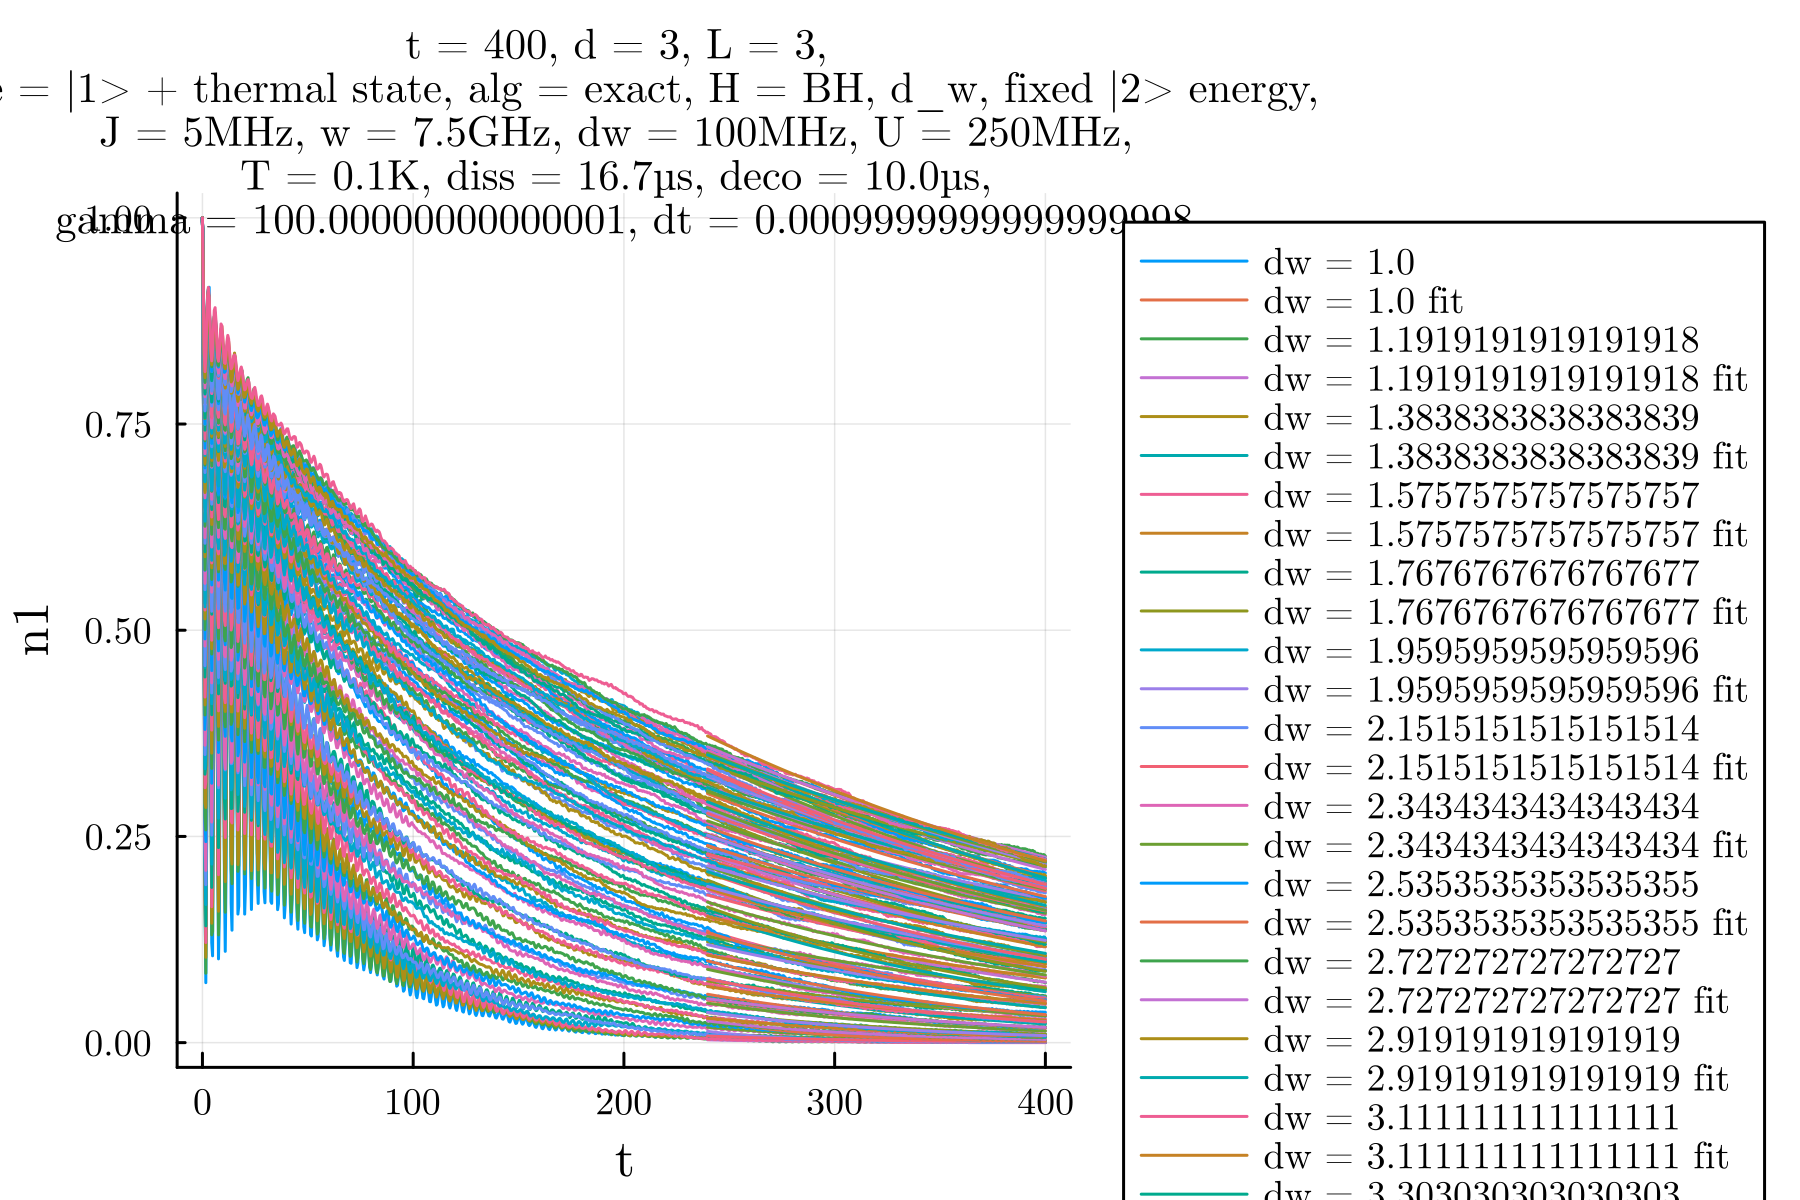 t = 400, d = 3, L = 3,
= |1> + thermal state, alg = exact, H = BH, d_w, fixed |2> energy,
J = 5MHz, w = 7.5GHz, dw = 100MHz, U = 250MHz,
T = 0.1K, diss = 16.7µs, deco = 10.0µs,
gamma = 100.00000000000001, dt = 0.0009999999999999998
1.00
0.75
0.50
0.25
0.00
n1
0 100 200 300 400
t
dw = 1.0
dw = 1.0 fit
dw = 1.1919191919191918
dw = 1.1919191919191918 fit
dw = 1.3838383838383839
dw = 1.3838383838383839 fit
dw = 1.5757575757575757
dw = 1.5757575757575757 fit
dw = 1.7676767676767677
dw = 1.7676767676767677 fit
dw = 1.9595959595959596
dw = 1.9595959595959596 fit
dw = 2.1515151515151514
dw = 2.1515151515151514 fit
dw = 2.3434343434343434
dw = 2.3434343434343434 fit
dw = 2.5353535353535355
dw = 2.5353535353535355 fit
dw = 2.727272727272727
dw = 2.727272727272727 fit
dw = 2.919191919191919
dw = 2.919191919191919 fit
dw = 3.111111111111111
dw = 3.111111111111111 fit
dw = 3.303030303030303